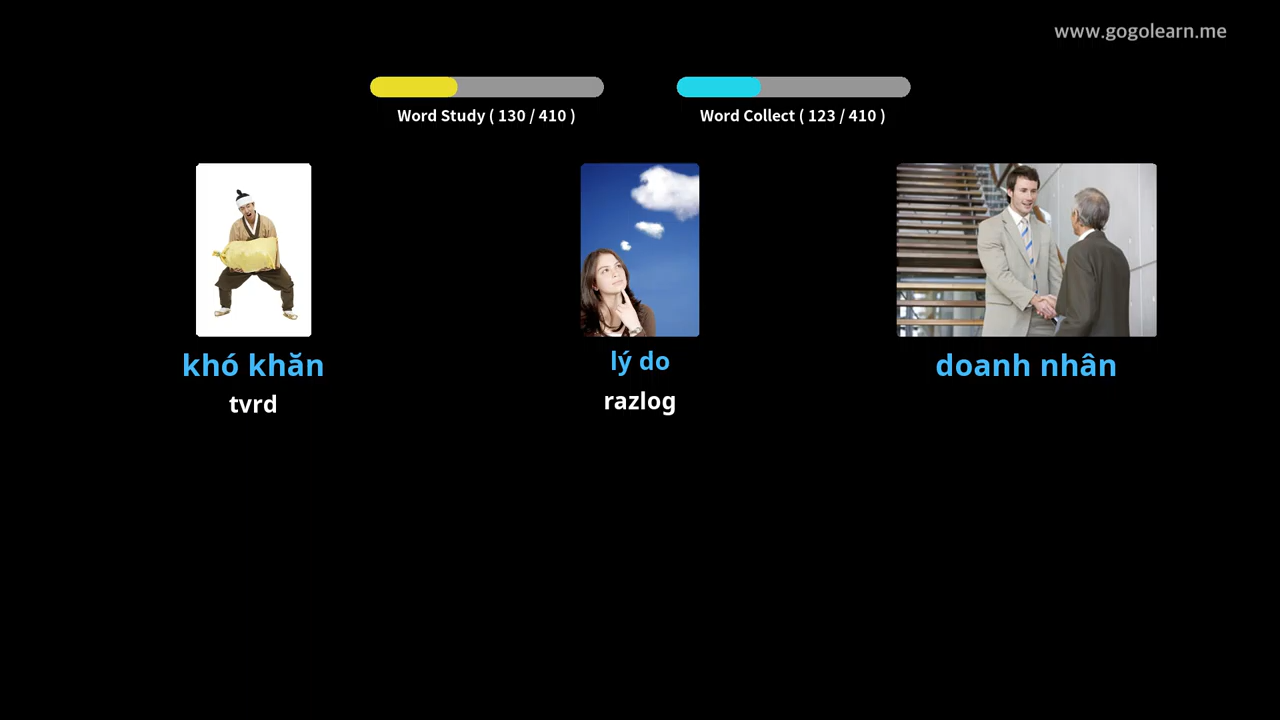 www.gogolearn.me
Word Study ( 130 / 410 )
Word Collect ( 123 / 410 )
khó khăn
tvrd
lý do
razlog
doanh nhân